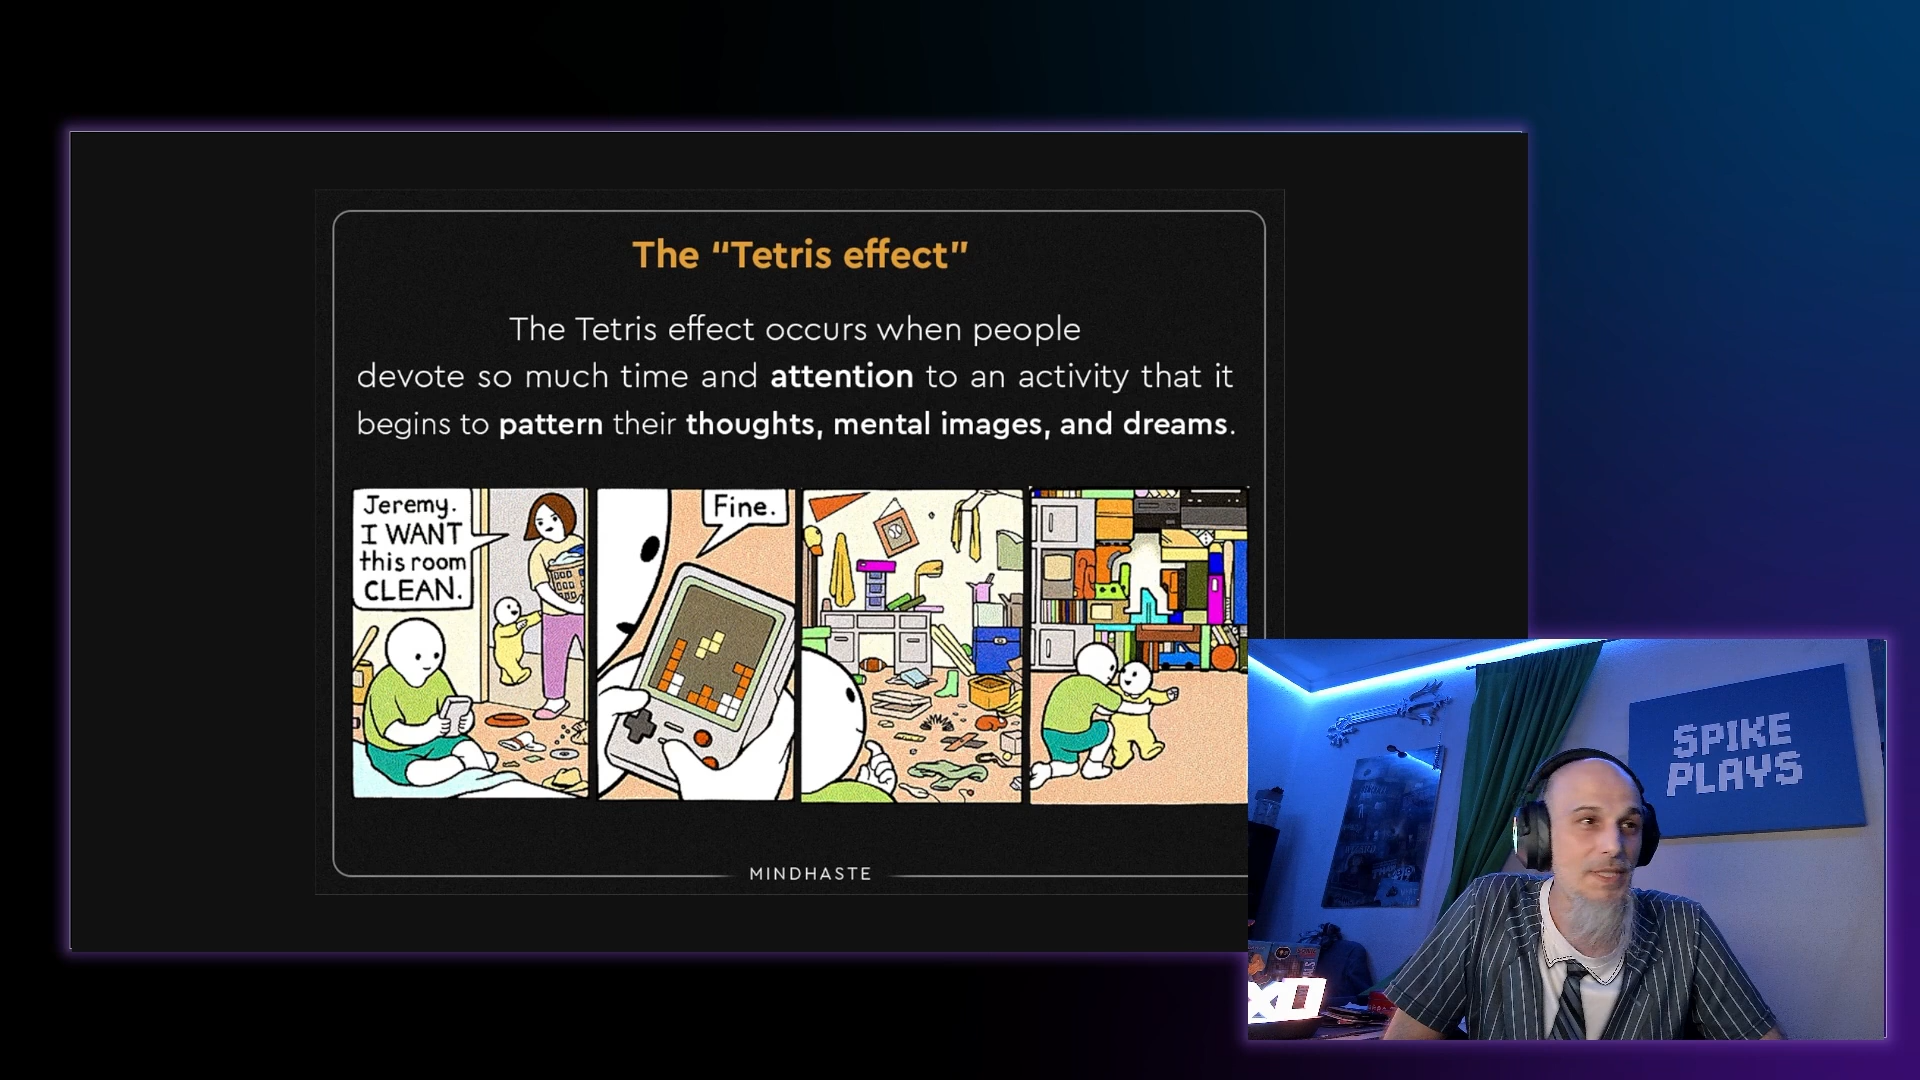 The “Tetris effect”
The Tetris effect occurs when people
devote so much time and attention to an activity that it
begins to pattern their thoughts, mental images, and dreams.
Jeremy.
I WANT
this room
CLEAN.
Fine.
MINDHASTE
SPIKE
PLAYS